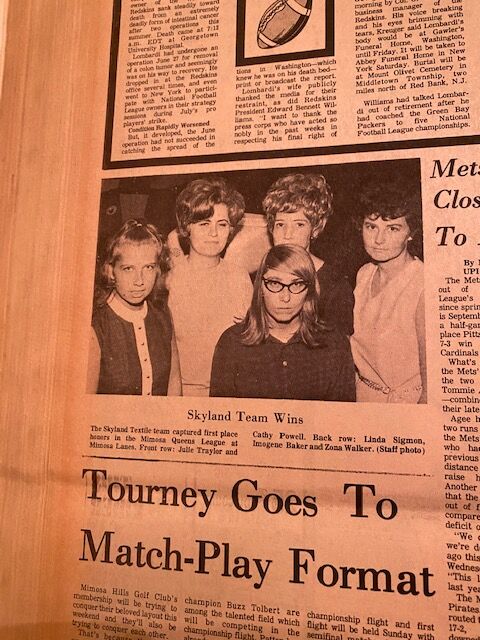 owner of the
Redskins sank steadily toward
death from an extremely
deadly form of intestinal cancer
after two operations this
summer. Death came at 7:12
a.m. EDT at Georgetown
University Hospital.
Lombardi had undergone an
operation June 27 for removal
of a colon tumor and seemingly
was on his way to recovery. He
dropped in at the Redskins
office several times, and even
went to New York to partici-
pate with National Football
League owners in their strategy
sessions during July's pro
players' strike.
Condition Rapidly Worsened
But, it developed, the June
operation had not succeeded in
catching the spread of the
tions in Washington—which
knew he was on his death bed—
print or broadcast the report.
Lombardi's wife publicly
thanked the media for their
restraint, as did Redskins
President Edward Bennett Wil-
liams. "I want to thank the
press corps who have acted so
nobly in the past weeks in
respecting his final right of
morning by
business manager of the
Redskins. His voice breaking
and his eyes brimming with
tears, Kreuger said Lombardi's
body would be at Gawler's
Funeral Home, Washington,
until Friday. It will be taken to
Abbey Funeral Home in New
York Saturday. Burial will be
at Mount Olivet Cemetery in
Middletown Township, two
miles north of Red Bank, N.J.
Williams had talked Lombar-
di out of retirement after he
had coached the Green Bay
Packers to five National
Football League championships.
Skyland Team Wins
The Skyland Textile team captured first place
honors in the Mimosa Queens League at
Mimosa Lanes. Front row: Julie Traylor and
Cathy Powell. Back row: Linda Sigmon,
Imogene Baker and Zona Walker. (Staff photo)
Mets
Clos
To
By
UPI
The Mets
out of
League's
since sprin
is Septemb
a half-ga
place Pitts
7-3 win
Cardinals
What's
the Mets'
the two
Tommie
—combin
their late
Agee h
two runs
the Mets
who had
previous
distance
raise h
Another
that the
out of f
compare
deficit o
"We c
we're d
ago this
Wednes
"This l
last yea
The M
Pirates
routed
17-2.
Tourney Goes To
Match-Play Format
Mimosa Hills Golf Club's
membership will be trying to
conquer their beloved layout this
weekend and they'll also be
trying to conquer each other.
That's because
champion Buzz Tolbert are
among the talented field which
will be competing in the
championship flight.
championship flight and first
flight will be held Sunday with
semifinal